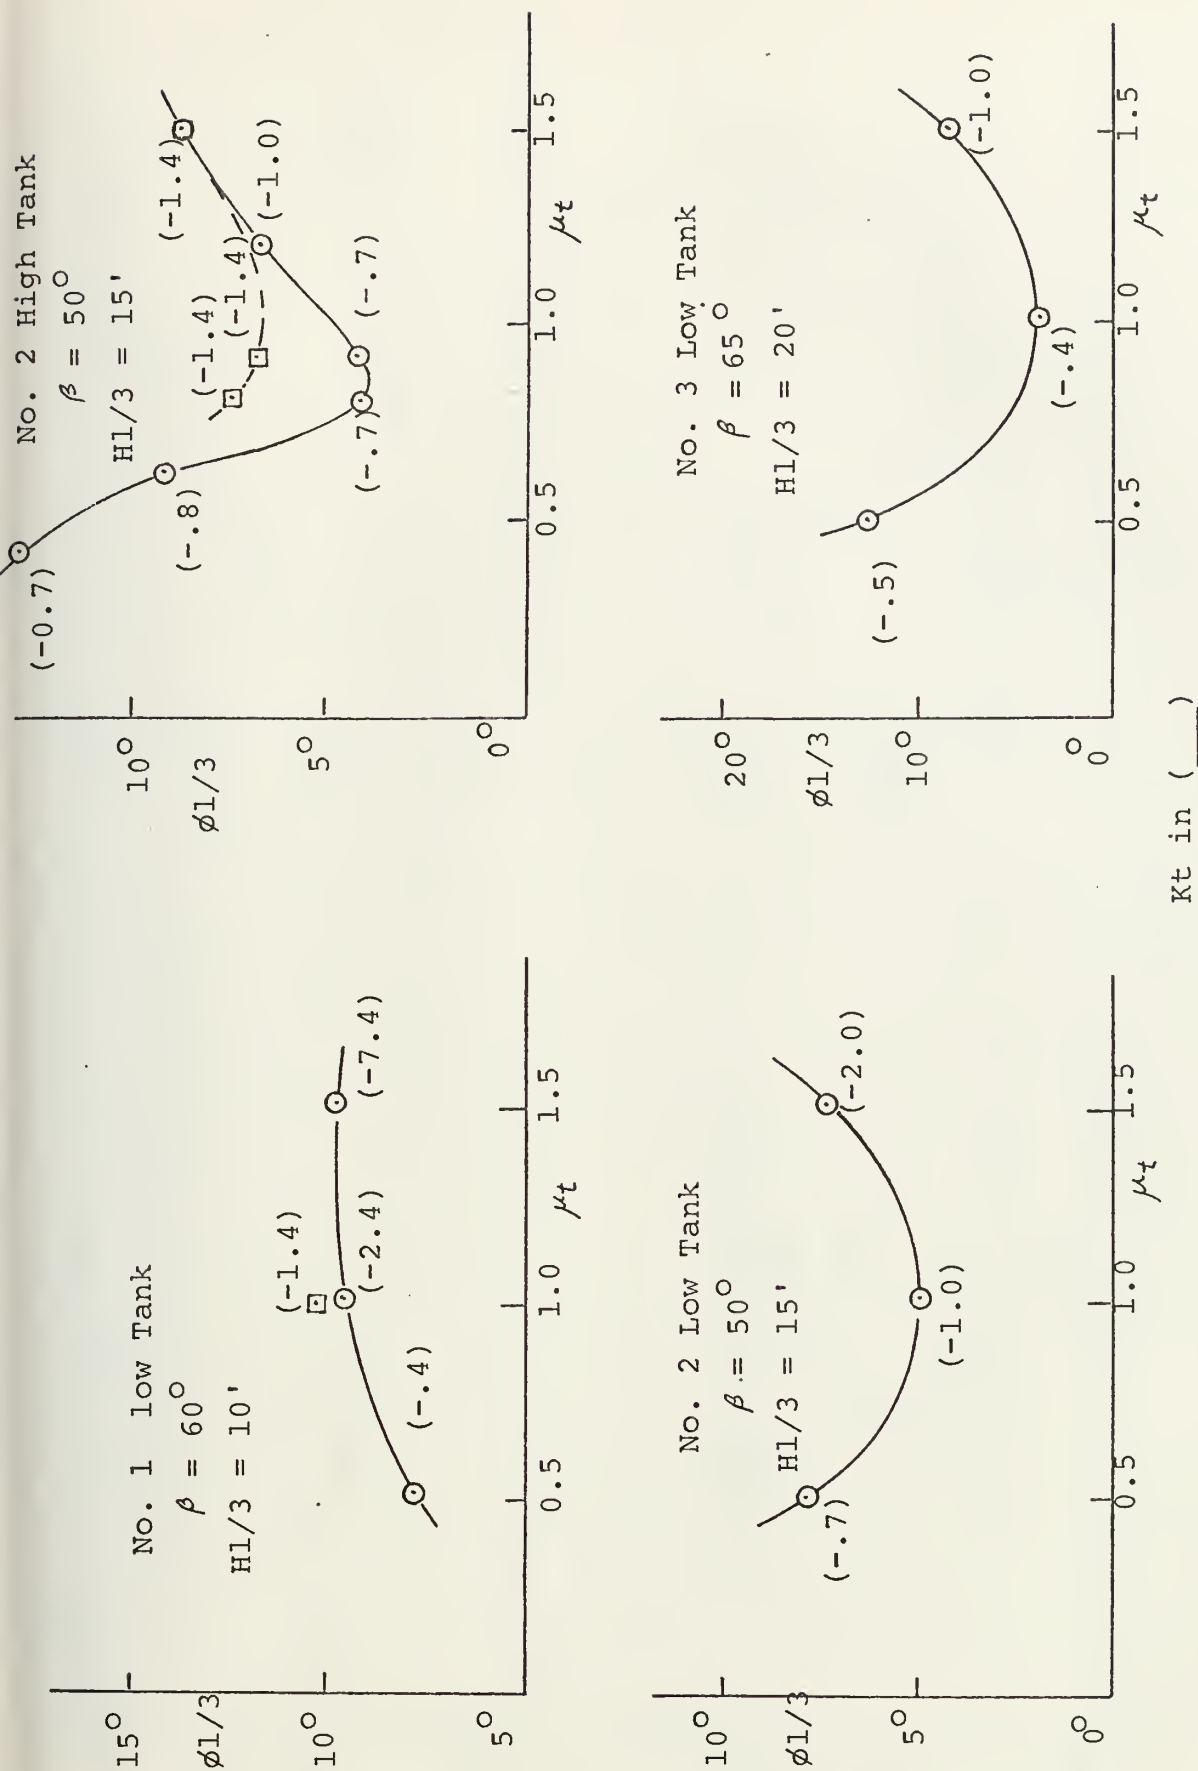 No. 1 low Tank
β = 60°
H1/3 = 10'
15°
ø1/3
10°
5°
(-.4)
(-1.4)
(-2.4)
(-7.4)
0.5
1.0
1.5
μt
No. 2 High Tank
β = 50°
H1/3 = 15'
10°
ø1/3
5°
0°
(-0.7)
(-.8)
(-.7)
(-.7)
(-1.0)
(-1.4)
(-1.4)
(-1.4)
0.5
1.0
1.5
μt
No. 2 Low Tank
β = 50°
H1/3 = 15'
10°
ø1/3
5°
0°
(-.7)
(-1.0)
(-2.0)
0.5
1.0
1.5
μt
No. 3 Low Tank
β = 65°
H1/3 = 20'
20°
ø1/3
10°
0°
(-.5)
(-.4)
(-1.0)
0.5
1.0
1.5
μt
Kt in (___)